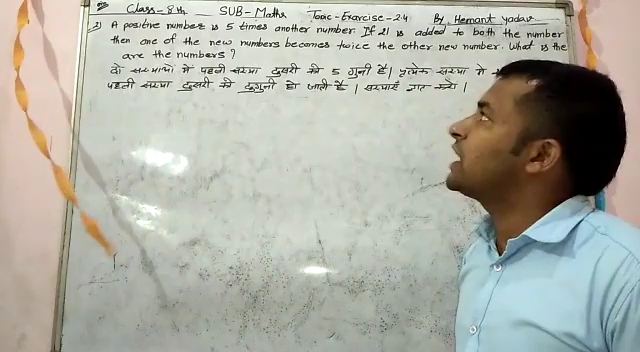 Class - 8th SUB - Maths Topic - Exercise - 2.4 By. Hemant yadav
2) A positive number is 5 times another number. If 21 is added to both the number
then one of the new numbers becomes twice the other new number. What is the
are the numbers ?
दो संख्याओं में पहली संख्या दूसरी की 5 गुनी है। प्रत्येक संख्या में
पहली संख्या दूसरी की दुगुनी हो जाती है। संख्याएँ ज्ञात करो।